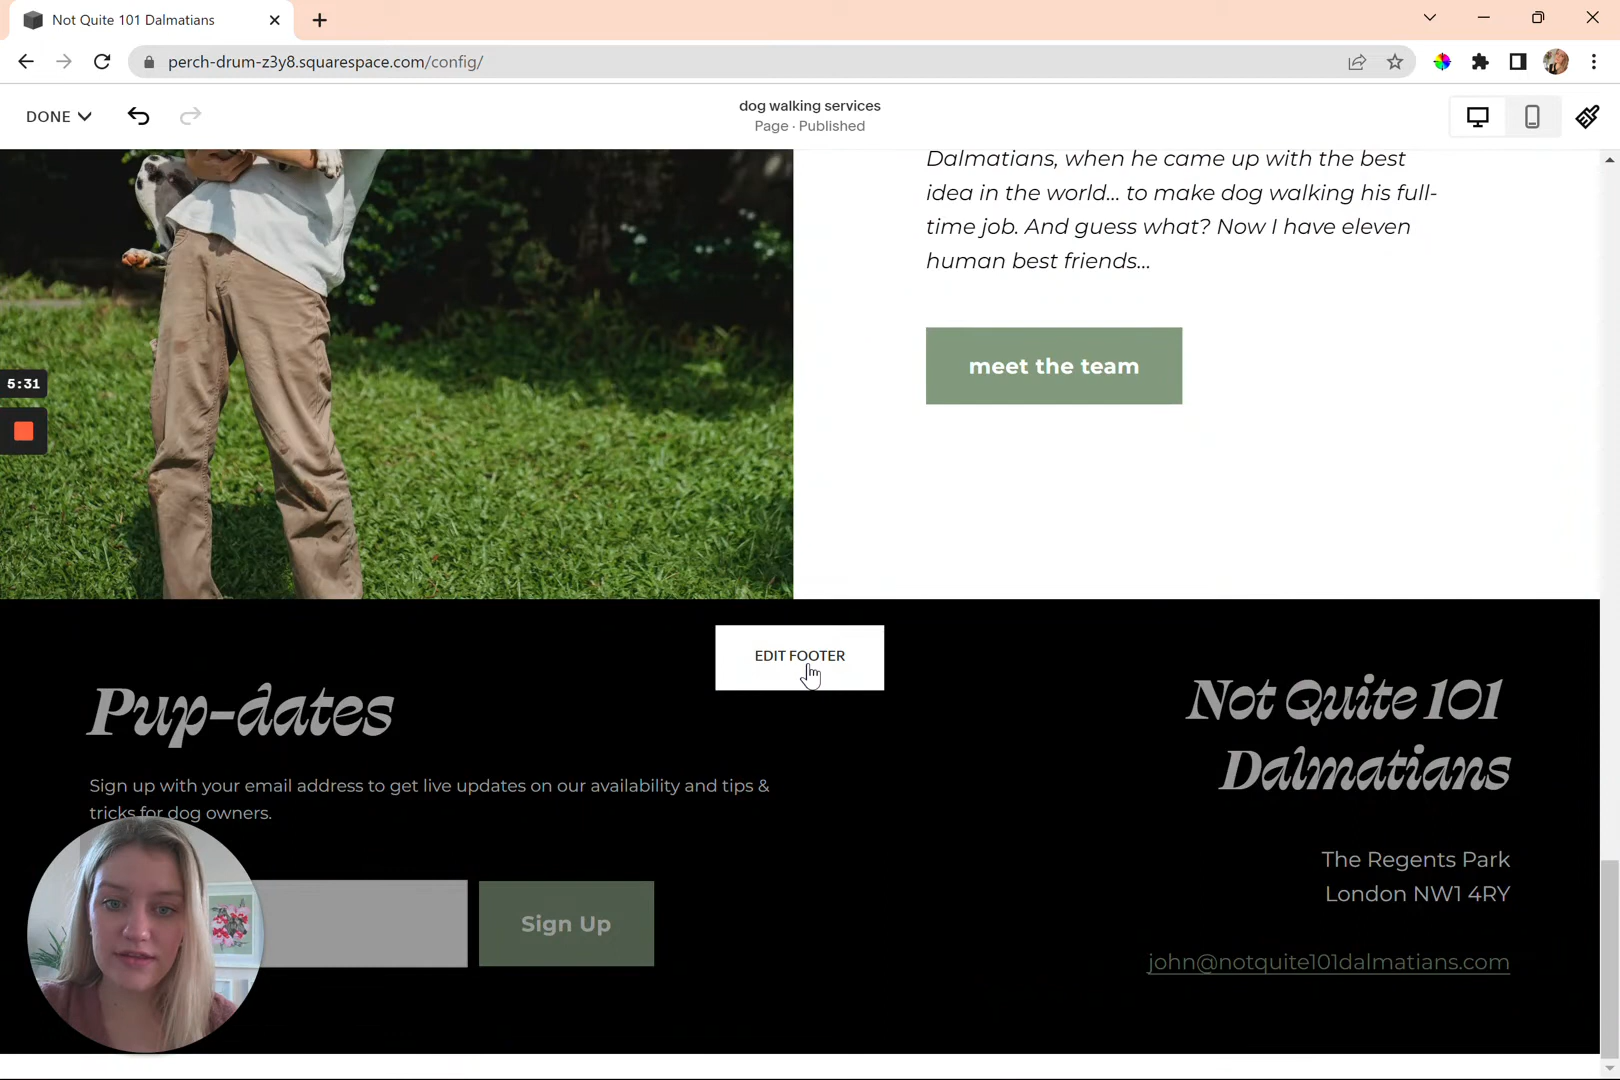 Not Quite 101 Dalmatians
perch-drum-z3y8.squarespace.com/config/
DONE
dog walking services
Page · Published
Dalmatians, when he came up with the best
idea in the world... to make dog walking his full-
time job. And guess what? Now I have eleven
human best friends...
meet the team
5:31
EDIT FOOTER
Pup-dates
Sign up with your email address to get live updates on our availability and tips &
tricks for dog owners.
Sign Up
Not Quite 101
Dalmatians
The Regents Park
London NW1 4RY
john@notquite101dalmatians.com